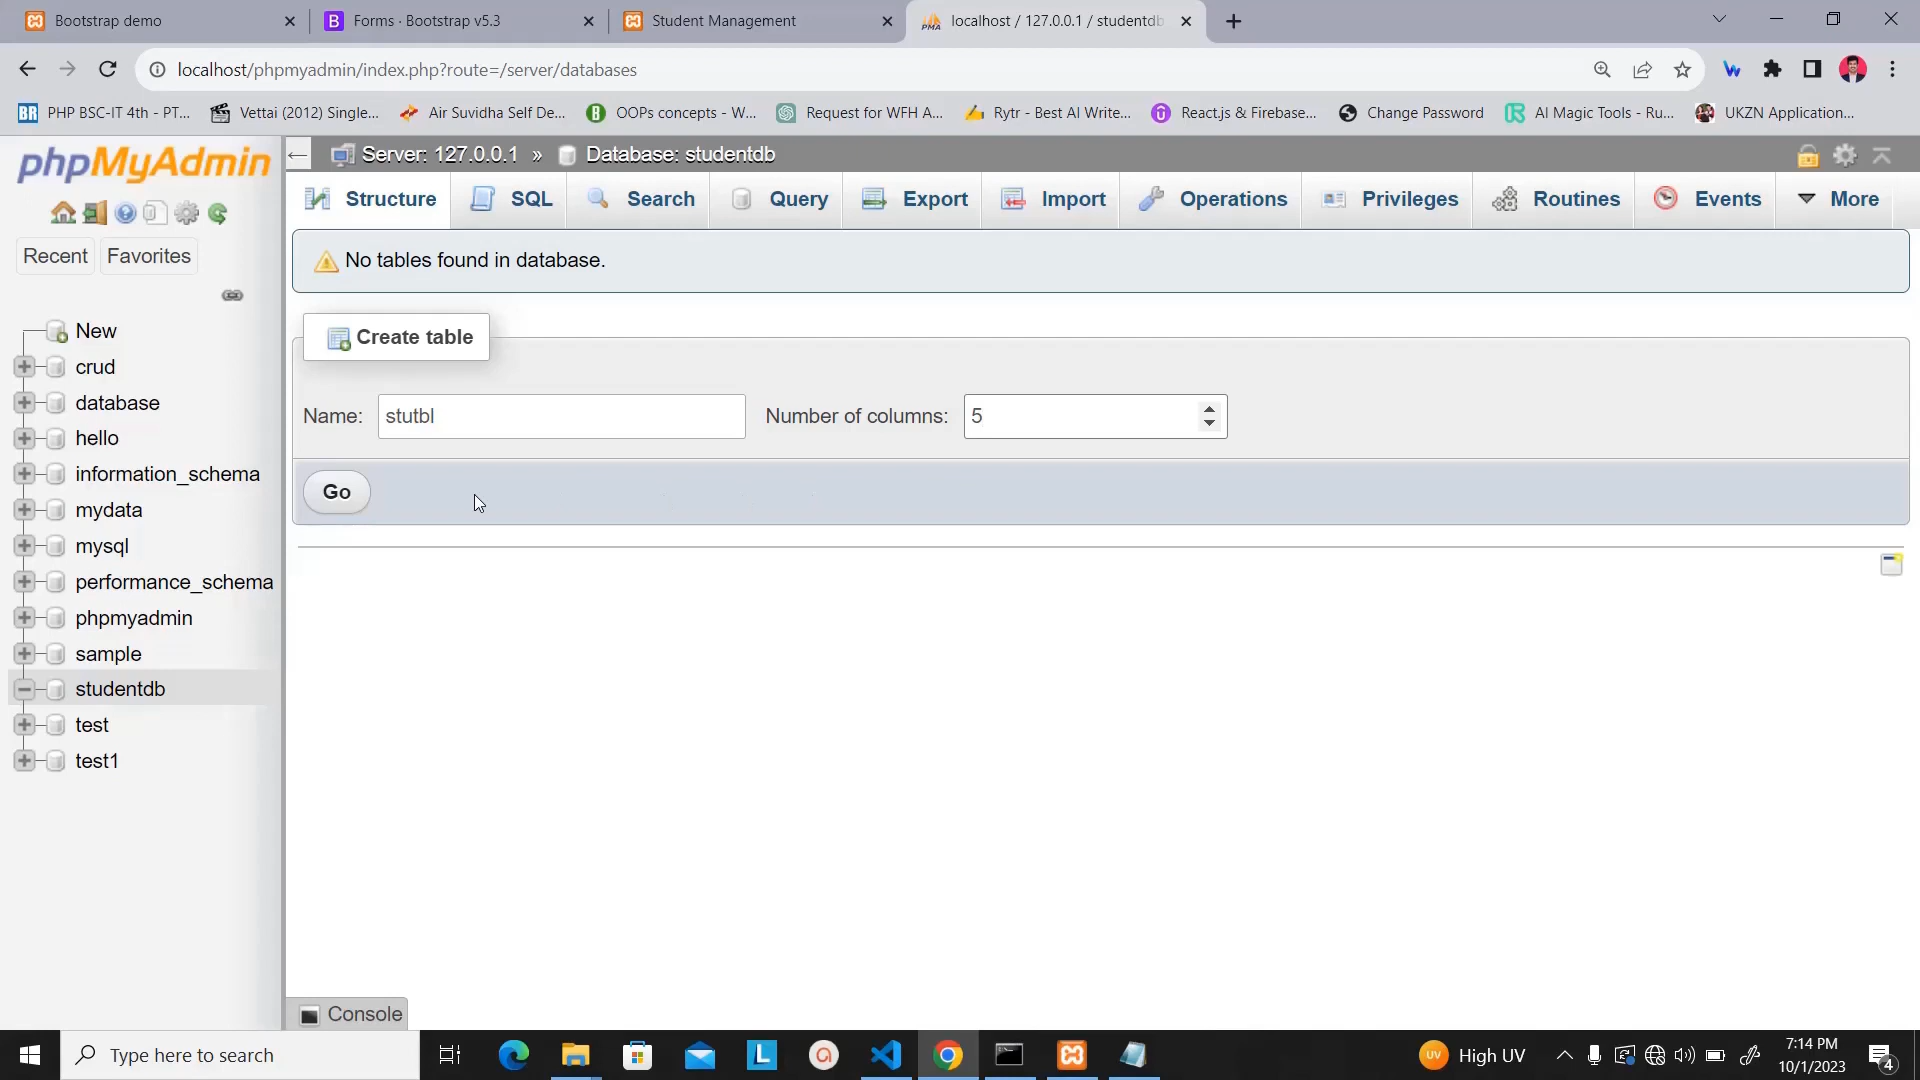 Bootstrap demo
Forms · Bootstrap v5.3
Student Management
localhost / 127.0.0.1 / studentdb
localhost/phpmyadmin/index.php?route=/server/databases
BR PHP BSC-IT 4th - PT...
Vettai (2012) Single...
Air Suvidha Self De...
OOPs concepts - W...
Request for WFH A...
Rytr - Best AI Write...
React.js & Firebase...
Change Password
AI Magic Tools - Ru...
UKZN Application...
phpMyAdmin
Recent Favorites
New
crud
database
hello
information_schema
mydata
mysql
performance_schema
phpmyadmin
sample
studentdb
test
test1
Server: 127.0.0.1 » Database: studentdb
Structure SQL Search Query Export Import Operations Privileges Routines Events More
No tables found in database.
Create table
Name: stutbl Number of columns: 5
Go
Console
Type here to search
UV High UV
7:14 PM
10/1/2023
4